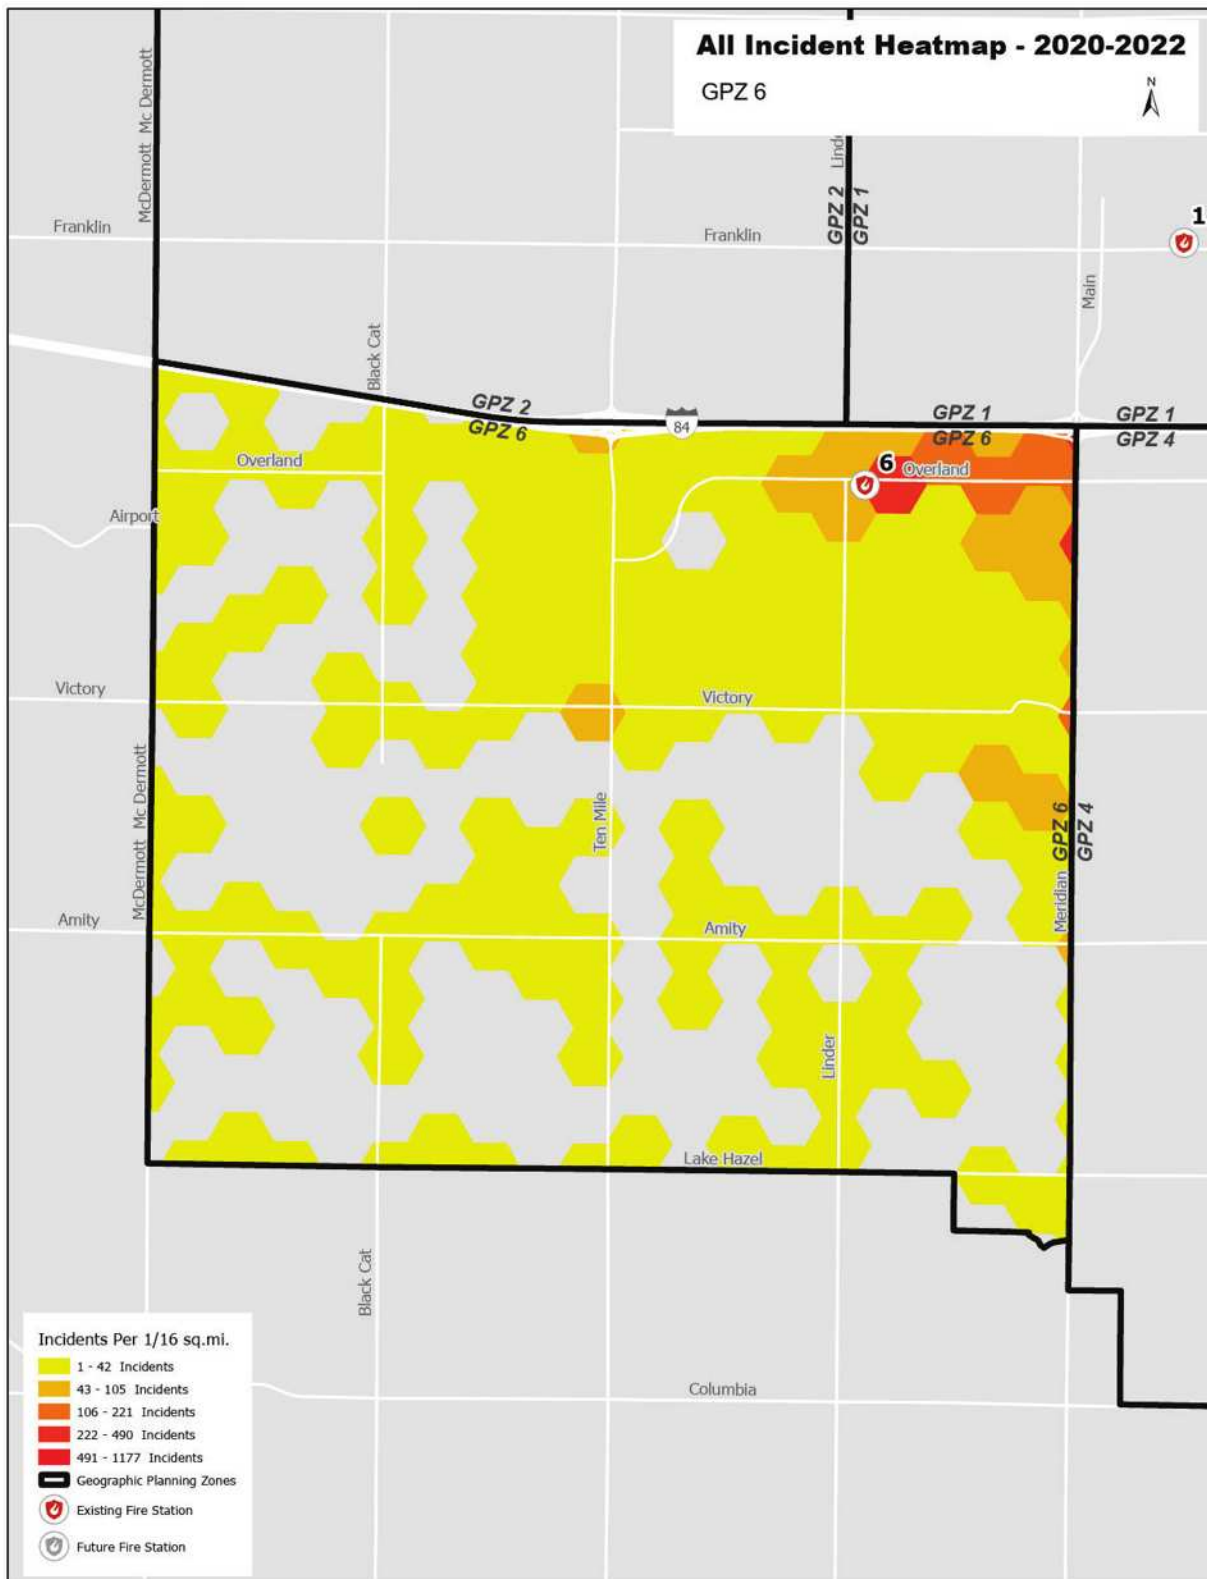 All Incident Heatmap - 2020-2022
GPZ 6
N
McDermott Mc Dermott
Linde
GPZ 2
GPZ 1
1
Franklin
Franklin
Main
Black Cat
GPZ 2
GPZ 6
84
GPZ 1
GPZ 6
GPZ 1
GPZ 4
Overland
6
Overland
Airport
Victory
Victory
McDermott Mc Dermott
Ten Mile
Meridian
GPZ 6
GPZ 4
Amity
Amity
Linder
Lake Hazel
Black Cat
Columbia
Incidents Per 1/16 sq.mi.
1 - 42 Incidents
43 - 105 Incidents
106 - 221 Incidents
222 - 490 Incidents
491 - 1177 Incidents
Geographic Planning Zones
Existing Fire Station
Future Fire Station